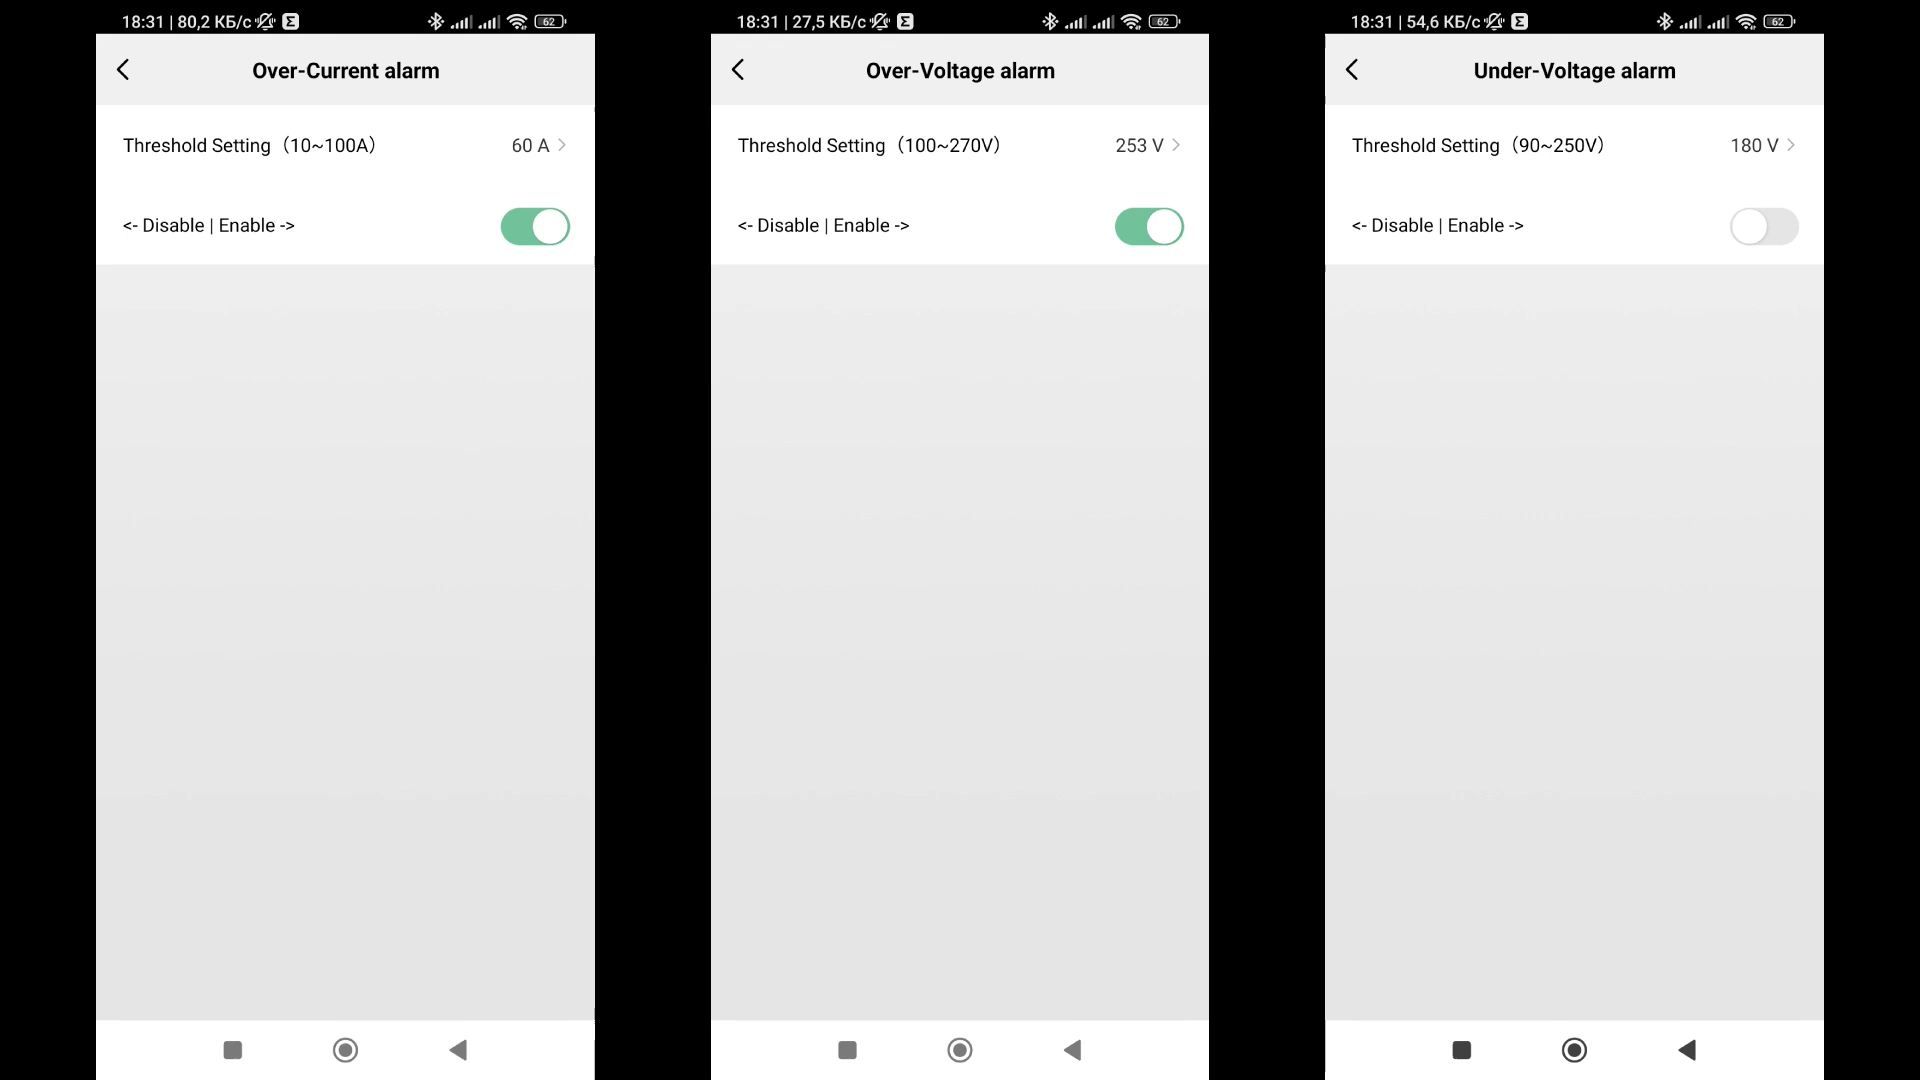 18:31 | 80,2 КБ/с Σ 62
Over-Current alarm
Threshold Setting（10~100A） 60 A
<- Disable | Enable ->
18:31 | 27,5 КБ/с Σ 62
Over-Voltage alarm
Threshold Setting（100~270V） 253 V
<- Disable | Enable ->
18:31 | 54,6 КБ/с Σ 62
Under-Voltage alarm
Threshold Setting（90~250V） 180 V
<- Disable | Enable ->